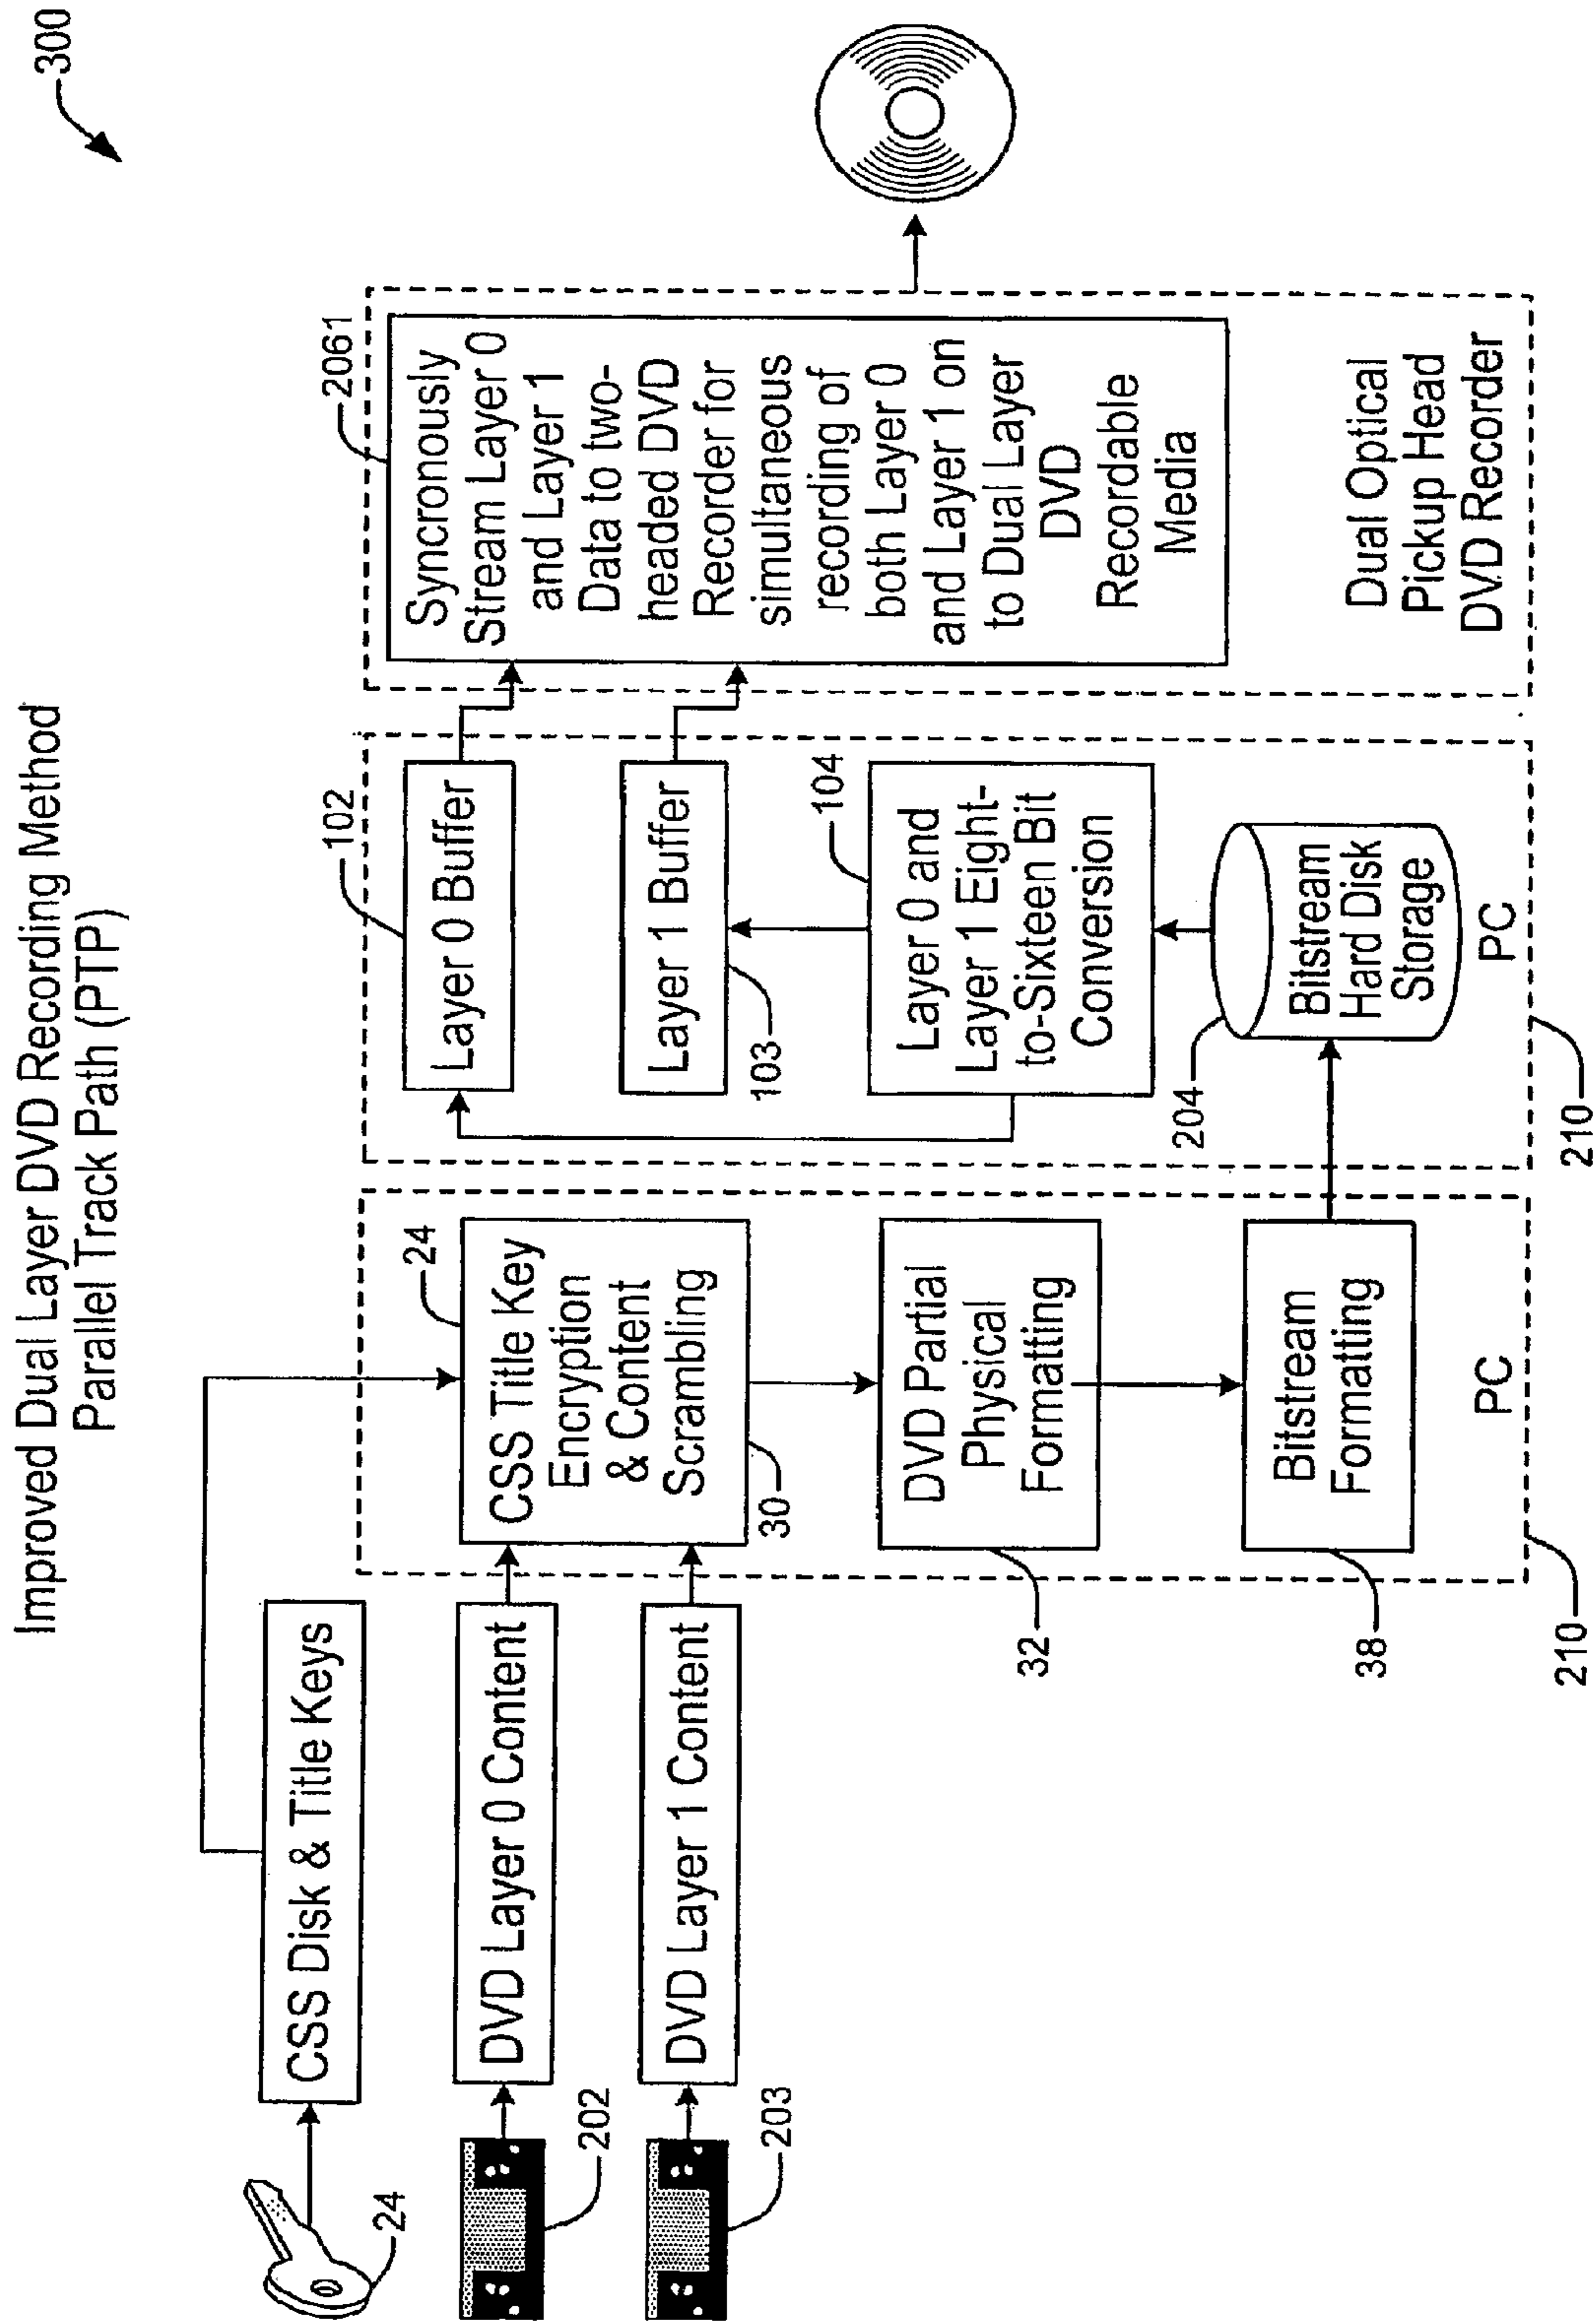 Improved Dual Layer DVD Recording Method
Parallel Track Path (PTP)
300
24
CSS Disk & Title Keys
202
DVD Layer 0 Content
203
DVD Layer 1 Content
24
CSS Title Key
Encryption
& Content
Scrambling
30
DVD Partial
Physical
Formatting
32
Bitstream
Formatting
38
PC
210
102
Layer 0 Buffer
Layer 1 Buffer
103
104
Layer 0 and
Layer 1 Eight-
to-Sixteen Bit
Conversion
204
Bitstream
Hard Disk
Storage
PC
210
2061
Syncronously
Stream Layer 0
and Layer 1
Data to two-
headed DVD
Recorder for
simultaneous
recording of
both Layer 0
and Layer 1 on
to Dual Layer
DVD
Recordable
Media
Dual Optical
Pickup Head
DVD Recorder